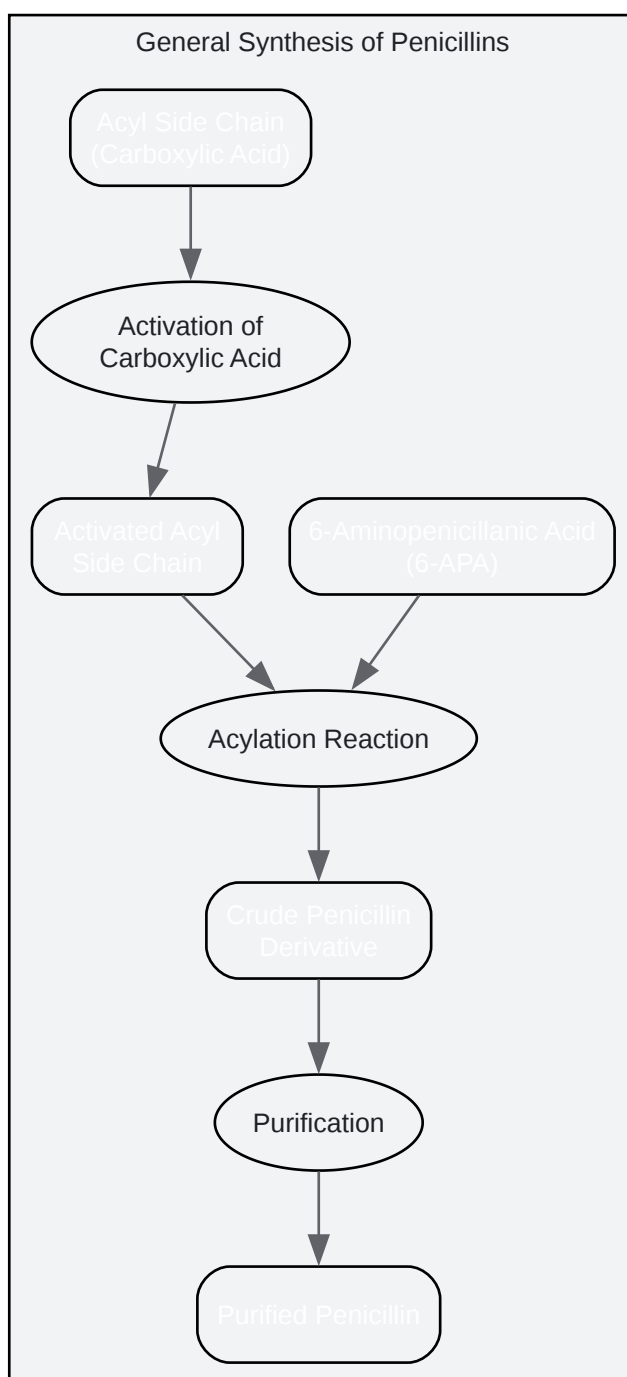 General Synthesis of Penicillins
Acyl Side Chain
(Carboxylic Acid)
Activation of
Carboxylic Acid
Activated Acyl
Side Chain
6-Aminopenicillanic Acid
(6-APA)
Acylation Reaction
Crude Penicillin
Derivative
Purification
Purified Penicillin